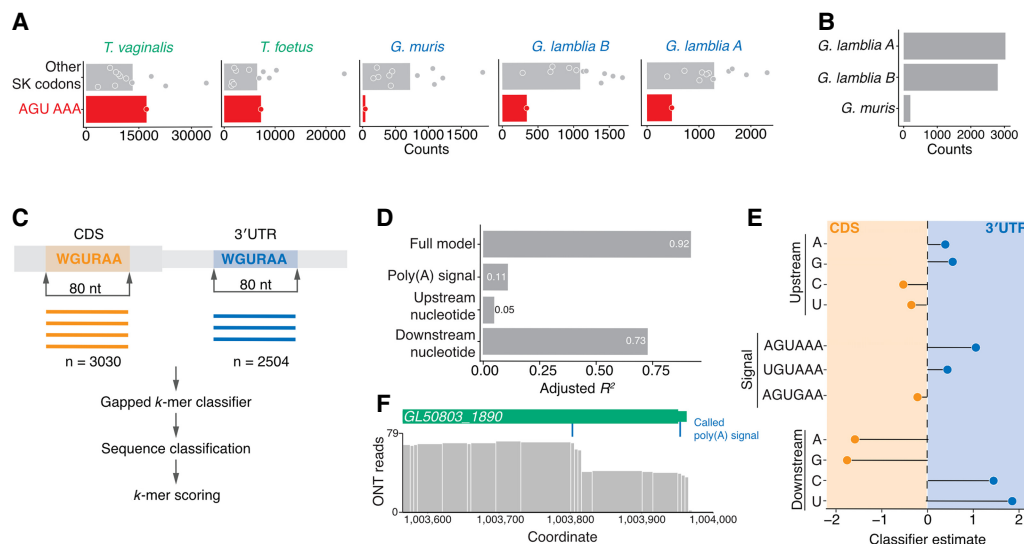 A
T. vaginalis
T. foetus
G. muris
G. lamblia B
G. lamblia A
Other
SK codons
AGU AAA
0 15000 30000
0 10000 20000
0 500 1000 1500
0 500 1000 1500
0 1000 2000
Counts
B
G. lamblia A
G. lamblia B
G. muris
0 1000 2000 3000
Counts
C
CDS
3′UTR
WGURAA
WGURAA
80 nt
80 nt
n = 3030
n = 2504
Gapped k-mer classifier
Sequence classification
k-mer scoring
D
Full model
0.92
Poly(A) signal
0.11
Upstream
nucleotide
0.05
Downstream
nucleotide
0.73
0.00 0.25 0.50 0.75
Adjusted R²
E
CDS
3′UTR
Upstream
A
G
C
U
Signal
AGUAAA
UGUAAA
AGUGAA
Downstream
A
G
C
U
−2 −1 0 1 2
Classifier estimate
F
GL50803_1890
Called
poly(A) signal
79
0
ONT reads
1,003,600 1,003,700 1,003,800 1,003,900 1,004,000
Coordinate